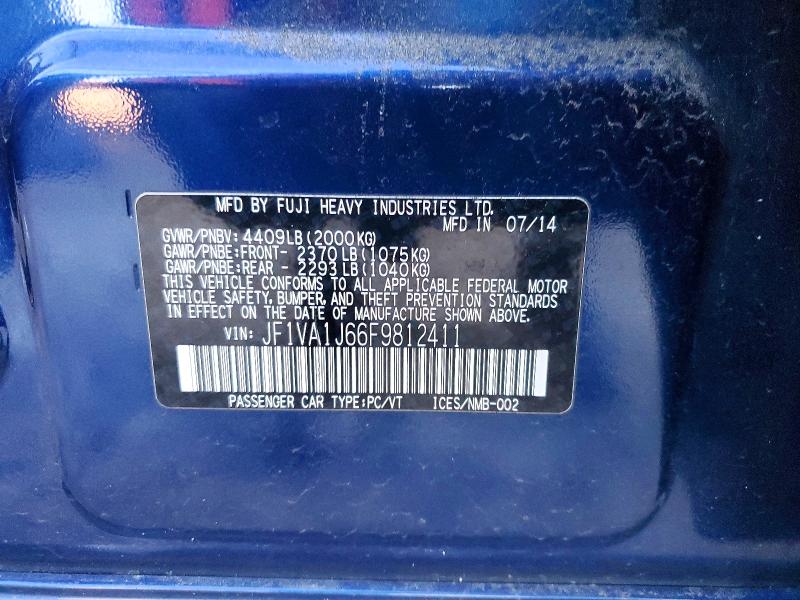 MFD BY FUJI HEAVY INDUSTRIES LTD.
MFD IN 07/14
GVWR/PNBV: 4409LB(2000KG)
GAWR/PNBE:FRONT- 2370LB(1075KG)
GAWR/PNBE:REAR - 2293LB(1040KG)
THIS VEHICLE CONFORMS TO ALL APPLICABLE FEDERAL MOTOR
VEHICLE SAFETY, BUMPER, AND THEFT PREVENTION STANDARDS
IN EFFECT ON THE DATE OF MANUFACTURE SHOWN ABOVE.
VIN: JF1VA1J66F9812411
PASSENGER CAR TYPE:PC/VT ICES/NMB-002